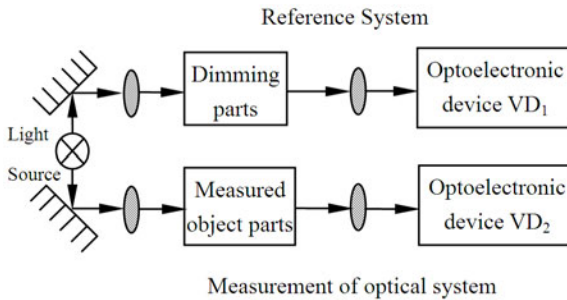 Reference System
Dimming
parts
Optoelectronic
device VD₁
Light
Source
Measured
object parts
Optoelectronic
device VD₂
Measurement of optical system